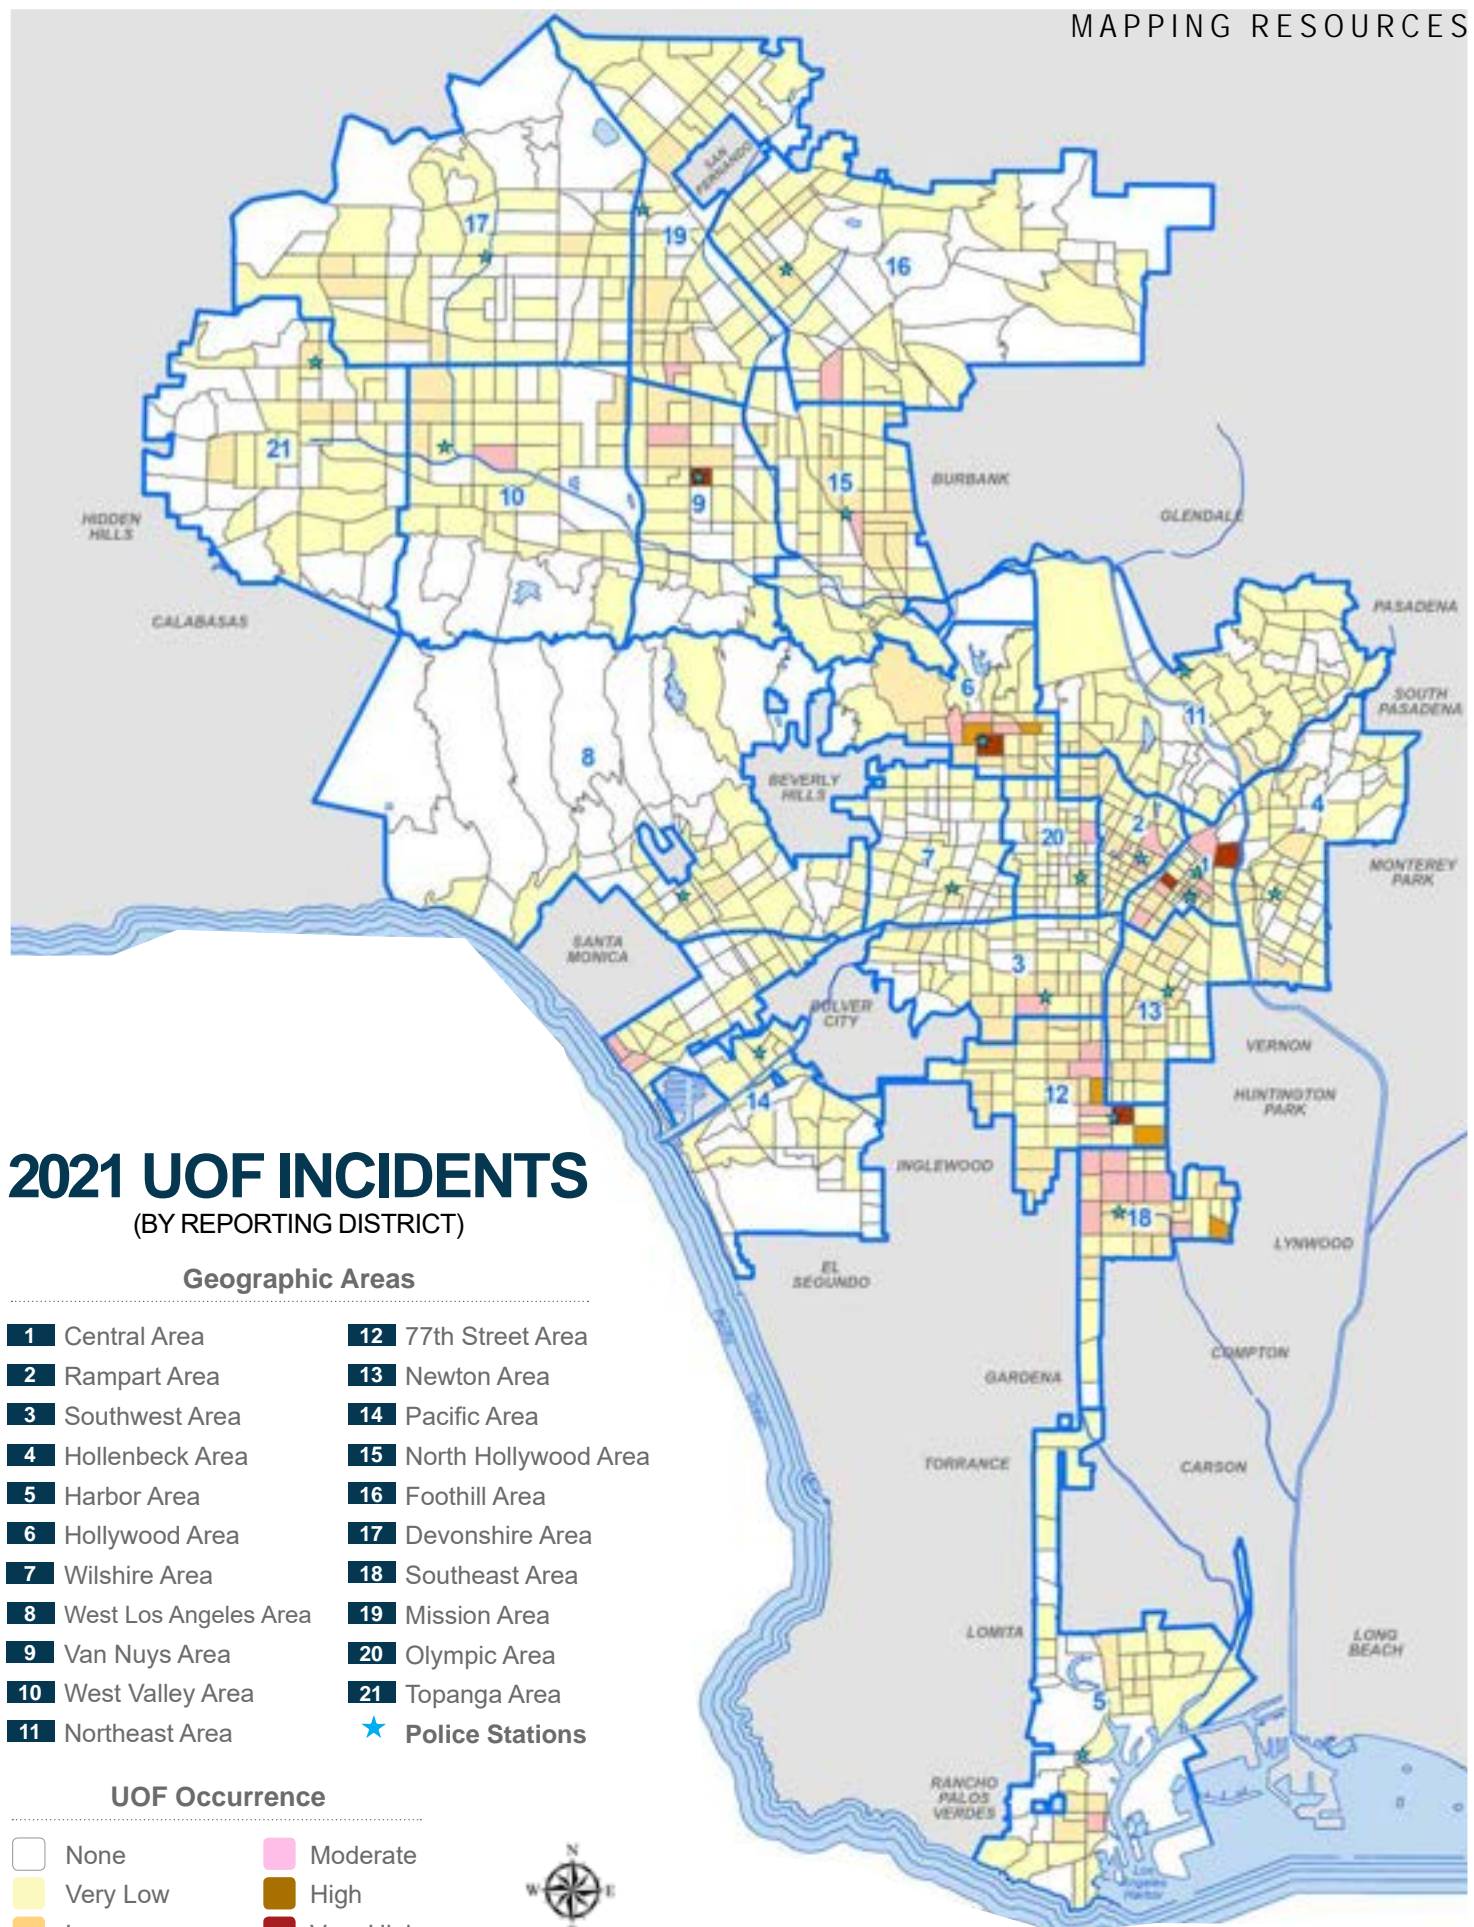 MAPPING RESOURCES
SAN
FERNANDO
17
19
16
21
10
9
15
BURBANK
GLENDALE
HIDDEN
HILLS
CALABASAS
PASADENA
SOUTH
PASADENA
6
11
8
BEVERLY
HILLS
4
2
20
7
1
MONTEREY
PARK
SANTA
MONICA
3
CULVER
CITY
13
VERNON
HUNTINGTON
PARK
12
14
INGLEWOOD
18
LYNWOOD
EL
SEGUNDO
Pacific
Ocean
COMPTON
GARDENA
TORRANCE
CARSON
LOMITA
LONG
BEACH
5
RANCHO
PALOS
VERDES
Los
Angeles
Harbor
2021 UOF INCIDENTS
(BY REPORTING DISTRICT)
Geographic Areas
1 Central Area
2 Rampart Area
3 Southwest Area
4 Hollenbeck Area
5 Harbor Area
6 Hollywood Area
7 Wilshire Area
8 West Los Angeles Area
9 Van Nuys Area
10 West Valley Area
11 Northeast Area
12 77th Street Area
13 Newton Area
14 Pacific Area
15 North Hollywood Area
16 Foothill Area
17 Devonshire Area
18 Southeast Area
19 Mission Area
20 Olympic Area
21 Topanga Area
Police Stations
UOF Occurrence
None
Very Low
Moderate
High
N
W E